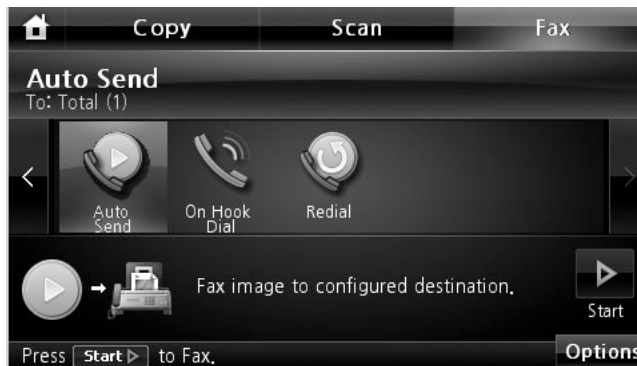 Copy Scan Fax
Auto Send
To: Total (1)
Auto Send
On Hook Dial
Redial
Fax image to configured destination.
Start
Press Start to Fax.
Options